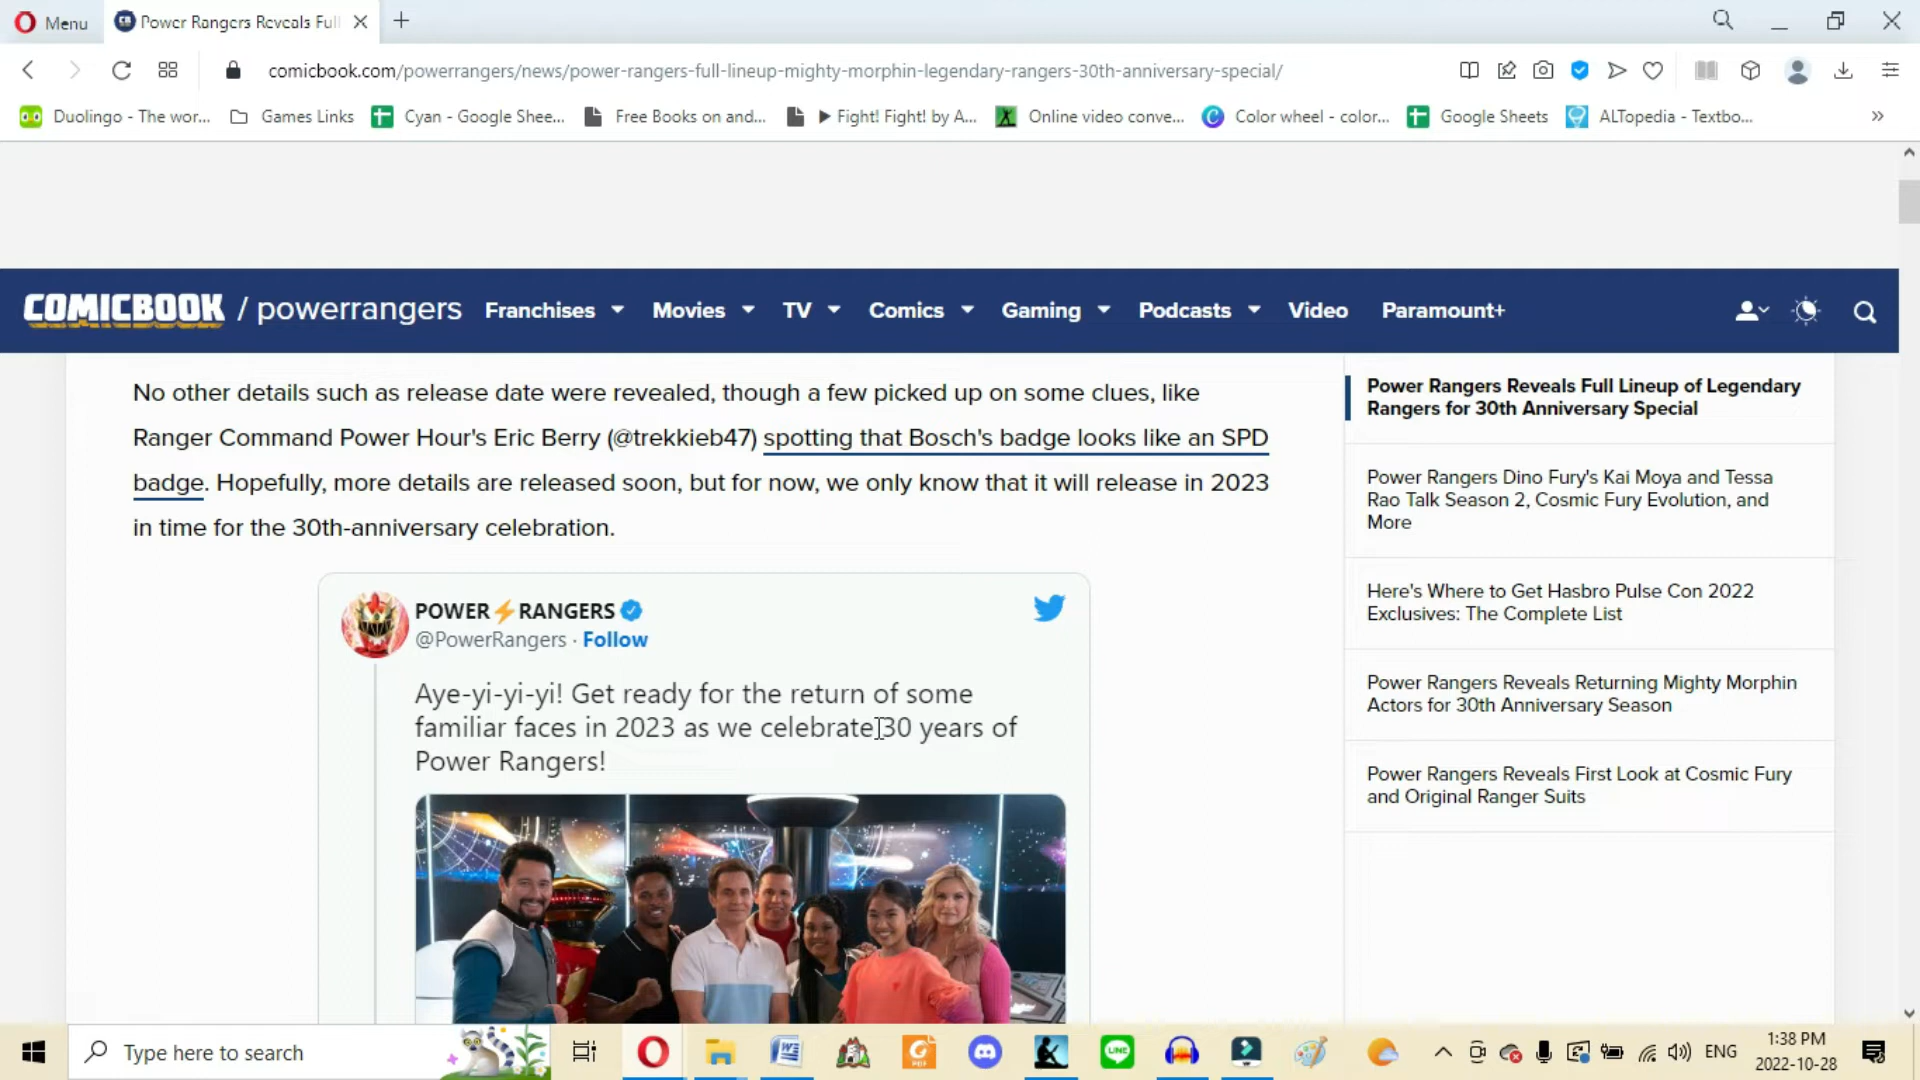 Menu
Power Rangers Reveals Full
comicbook.com/powerrangers/news/power-rangers-full-lineup-mighty-morphin-legendary-rangers-30th-anniversary-special/
Duolingo - The wor...
Games Links
Cyan - Google Shee...
Free Books on and...
▶ Fight! Fight! by A...
Online video conve...
Color wheel - color...
Google Sheets
ALTopedia - Textbo...
COMICBOOK / powerrangers
Franchises
Movies
TV
Comics
Gaming
Podcasts
Video
Paramount+
No other details such as release date were revealed, though a few picked up on some clues, like
Ranger Command Power Hour's Eric Berry (@trekkieb47) spotting that Bosch's badge looks like an SPD
badge. Hopefully, more details are released soon, but for now, we only know that it will release in 2023
in time for the 30th-anniversary celebration.
POWER⚡RANGERS
@PowerRangers · Follow
Aye-yi-yi-yi! Get ready for the return of some
familiar faces in 2023 as we celebrate 30 years of
Power Rangers!
Power Rangers Reveals Full Lineup of Legendary
Rangers for 30th Anniversary Special
Power Rangers Dino Fury's Kai Moya and Tessa
Rao Talk Season 2, Cosmic Fury Evolution, and
More
Here's Where to Get Hasbro Pulse Con 2022
Exclusives: The Complete List
Power Rangers Reveals Returning Mighty Morphin
Actors for 30th Anniversary Season
Power Rangers Reveals First Look at Cosmic Fury
and Original Ranger Suits
Type here to search
LINE
ENG
1:38 PM
2022-10-28